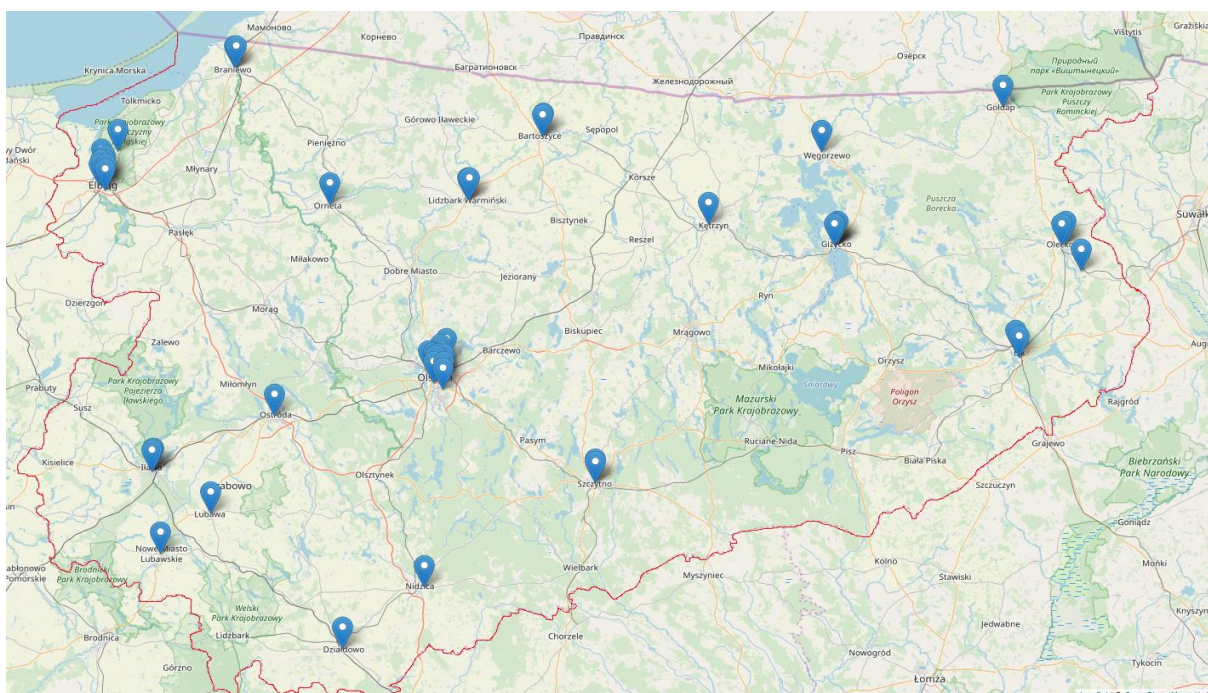 Мамоново
Корнево
Правдинск
Озёрск
Vištytis
Gražiškia
Krynica Morska
Braniewo
Багратионовск
Железнодорожный
Природный
парк «Виштынецкий»
Tolkmicko
Park Krajobrazowy
Puszczy
Rominckiej
Gołdap
Górowo Iławeckie
Bartoszyce
Sępopol
Węgorzewo
Pieniężno
Młynary
Elbląg
Korsze
Orneta
Lidzbark Warmiński
Puszcza
Borecka
Bisztynek
Kętrzyn
Suwałk
Pasłęk
Reszel
Giżycko
Olecko
Miłakowo
Dobre Miasto
Jeziorany
Dzierzgoń
Ryn
Morąg
Biskupiec
Mrągowo
Zalewo
Barczewo
Orzysz
Mikołajki
Śniardwy
Prabuty
Park Krajobrazowy
Pojezierza
Iławskiego
Miłomłyn
Poligon
Orzysz
Mazurski
Park Krajobrazowy
Rajgród
Susz
Ostróda
Pasym
Ruciane-Nida
Pisz
Grajewo
Kisielice
Biała Piska
Biebrzański
Park Narodowy
Olsztynek
Szczytno
Szczuczyn
Lubawa
Goniądz
Nowe Miasto
Lubawskie
Brodnicki
Park Krajobrazowy
Pomorskie
Wielbark
Myszyniec
Kolno
Stawiski
Mońki
Nidzica
Welski
Park Krajobrazowy
Brodnica
Lidzbark
Działdowo
Chorzele
Jedwabne
Knyszyn
Nowogród
Górzno
Łomża
Tykocin